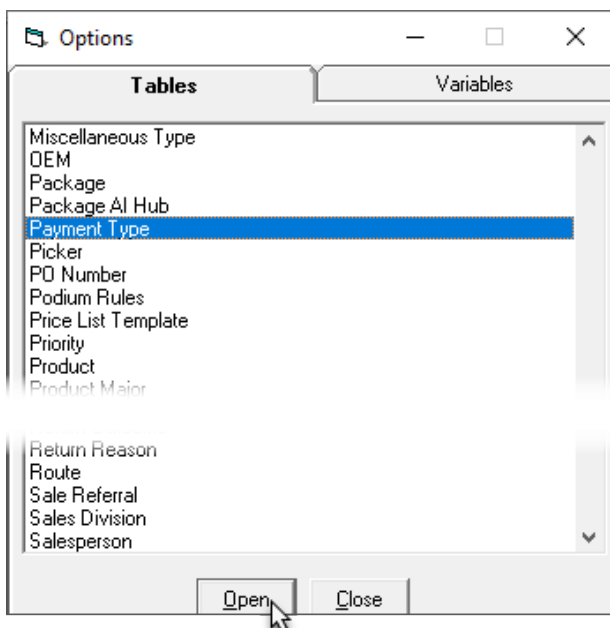 Options
Tables
Variables
Miscellaneous Type
OEM
Package
Package AI Hub
Payment Type
Picker
PO Number
Podium Rules
Price List Template
Priority
Product
Product Major
Return Reason
Route
Sale Referral
Sales Division
Salesperson
Open
Close